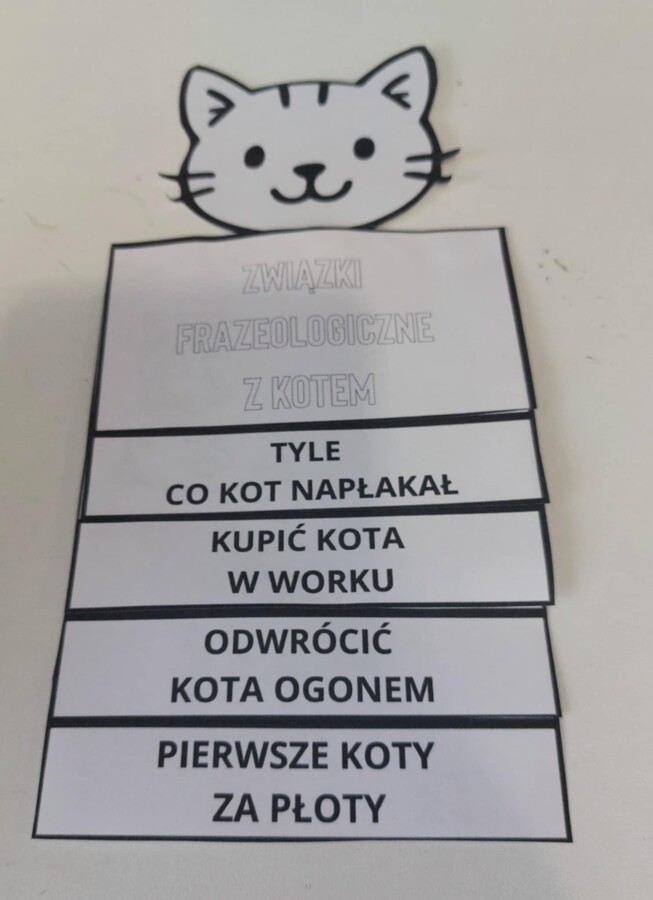 ZWIĄZKI
FRAZEOLOGICZNE
Z KOTEM
TYLE
CO KOT NAPŁAKAŁ
KUPIĆ KOTA
W WORKU
ODWRÓCIĆ
KOTA OGONEM
PIERWSZE KOTY
ZA PŁOTY